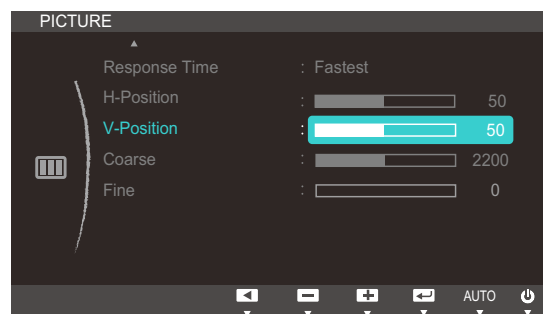 PICTURE
Response Time : Fastest
H-Position : 50
V-Position : 50
Coarse : 2200
Fine : 0
AUTO